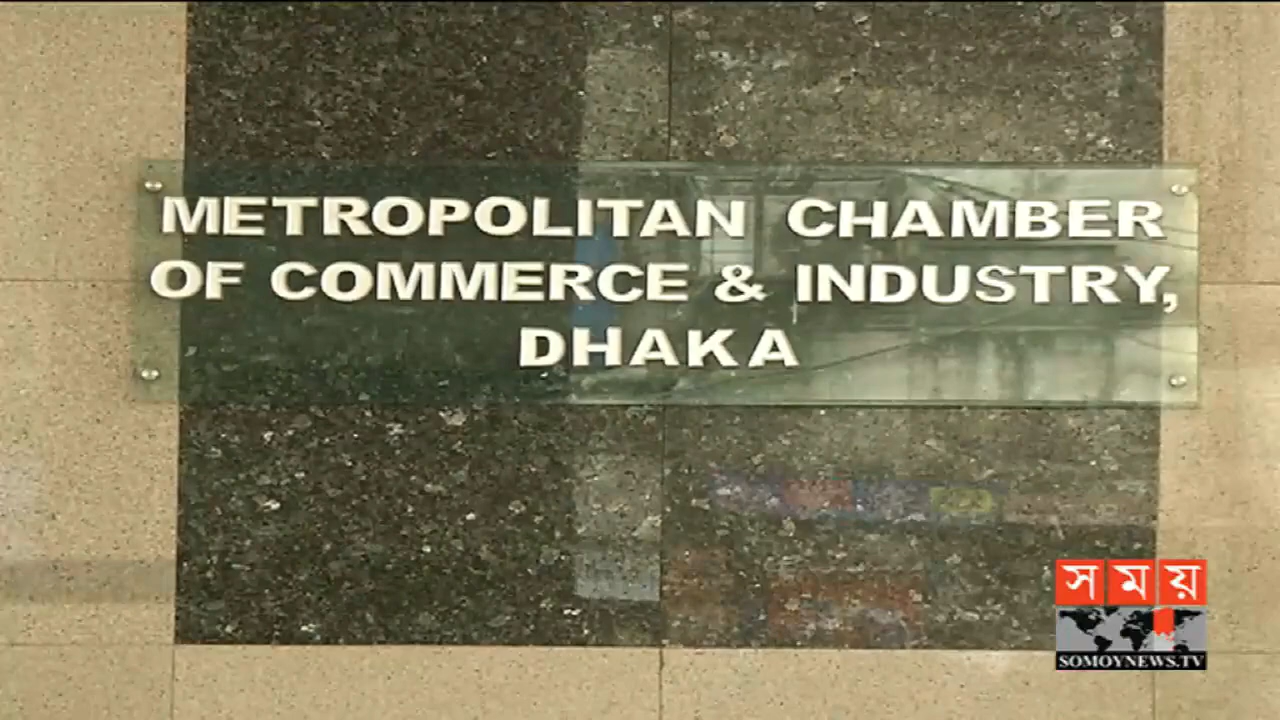 METROPOLITAN CHAMBER
OF COMMERCE & INDUSTRY,
DHAKA
সময়
SOMOYNEWS.TV